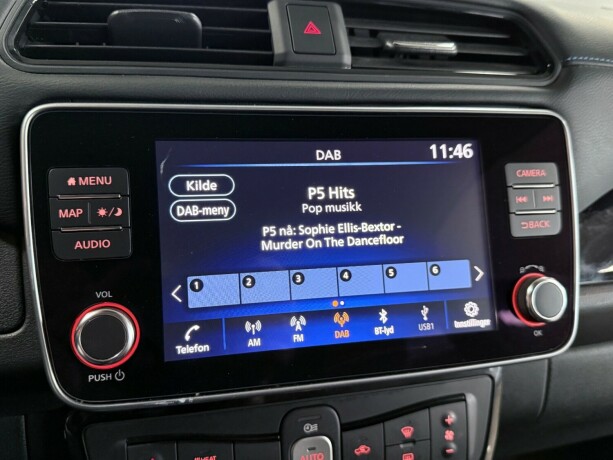 DAB
11:46
MENU
MAP
AUDIO
VOL
PUSH
Kilde
DAB-meny
P5 Hits
Pop musikk
P5 nå: Sophie Ellis-Bextor -
Murder On The Dancefloor
1 2 3 4 5 6
Telefon
AM
FM
DAB
BT-lyd
USB1
Innstillinger
CAMERA
BACK
OK
AUTO